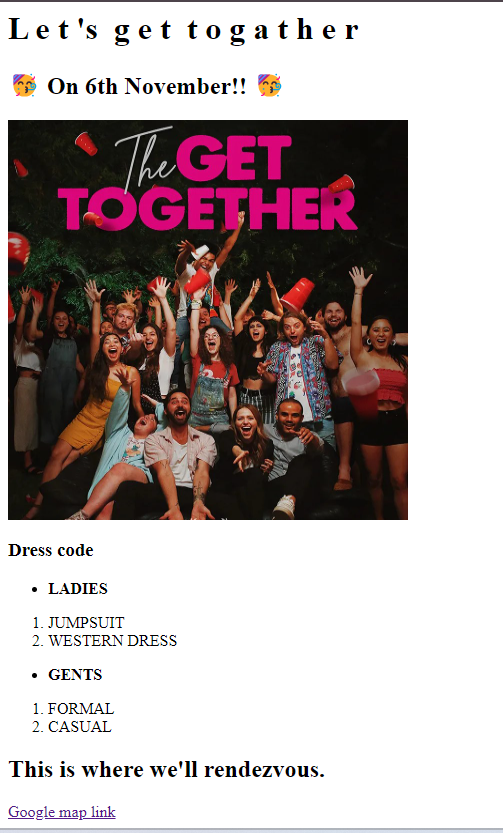 L e t ' s  g e t  t o g a t h e r
🥳 On 6th November!! 🥳
The GET
TOGETHER
Dress code
• LADIES
1. JUMPSUIT
2. WESTERN DRESS
• GENTS
1. FORMAL
2. CASUAL
This is where we'll rendezvous.
Google map link